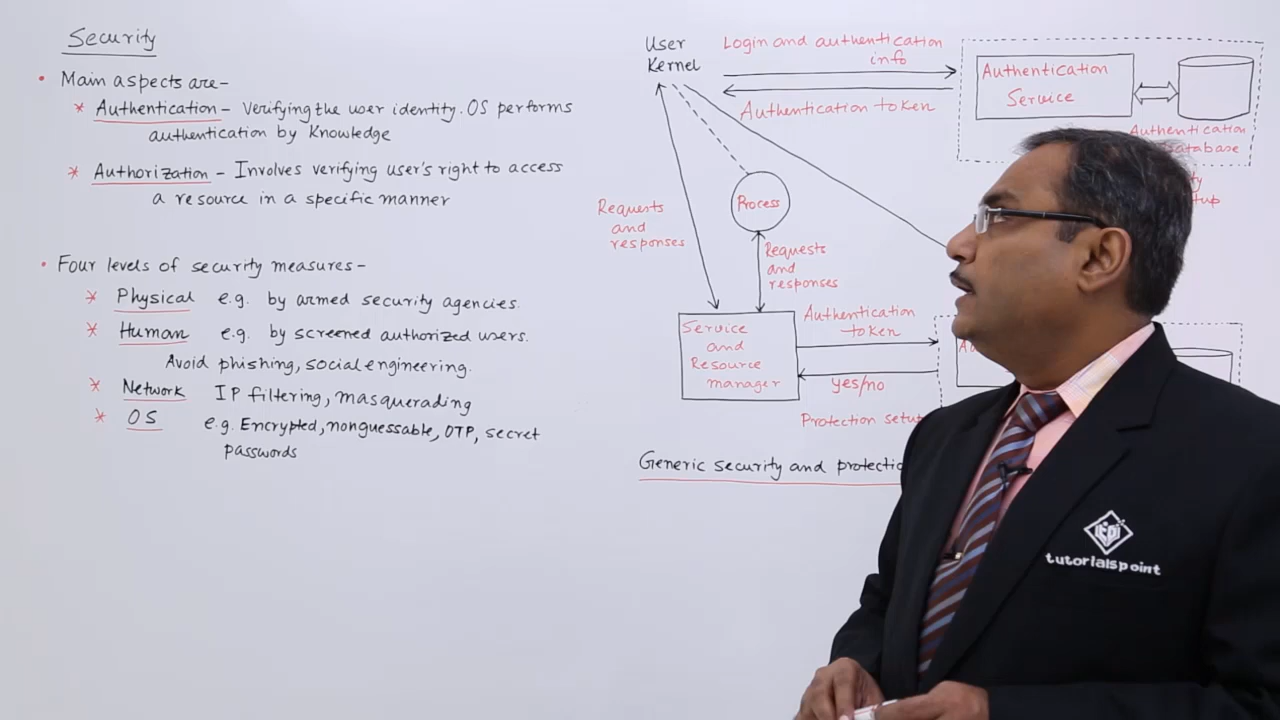 Security
• Main aspects are-
* Authentication - Verifying the user identity. OS performs
authentication by Knowledge
* Authorization - Involves verifying user's right to access
a resource in a specific manner
• Four levels of security measures-
* Physical e.g. by armed security agencies.
* Human e.g. by screened authorized users.
Avoid phishing, social engineering.
* Network IP filtering, masquerading
* OS e.g. Encrypted, nonguessable, OTP, secret
passwords
User
Kernel
Login and authentication
info
Authentication token
Authentication
Service
Authentication
Process
Requests
and
responses
Requests
and
responses
Service
and
Resource
manager
Authentication
token
yes/no
Protection setup
Generic security and
tutorialspoint